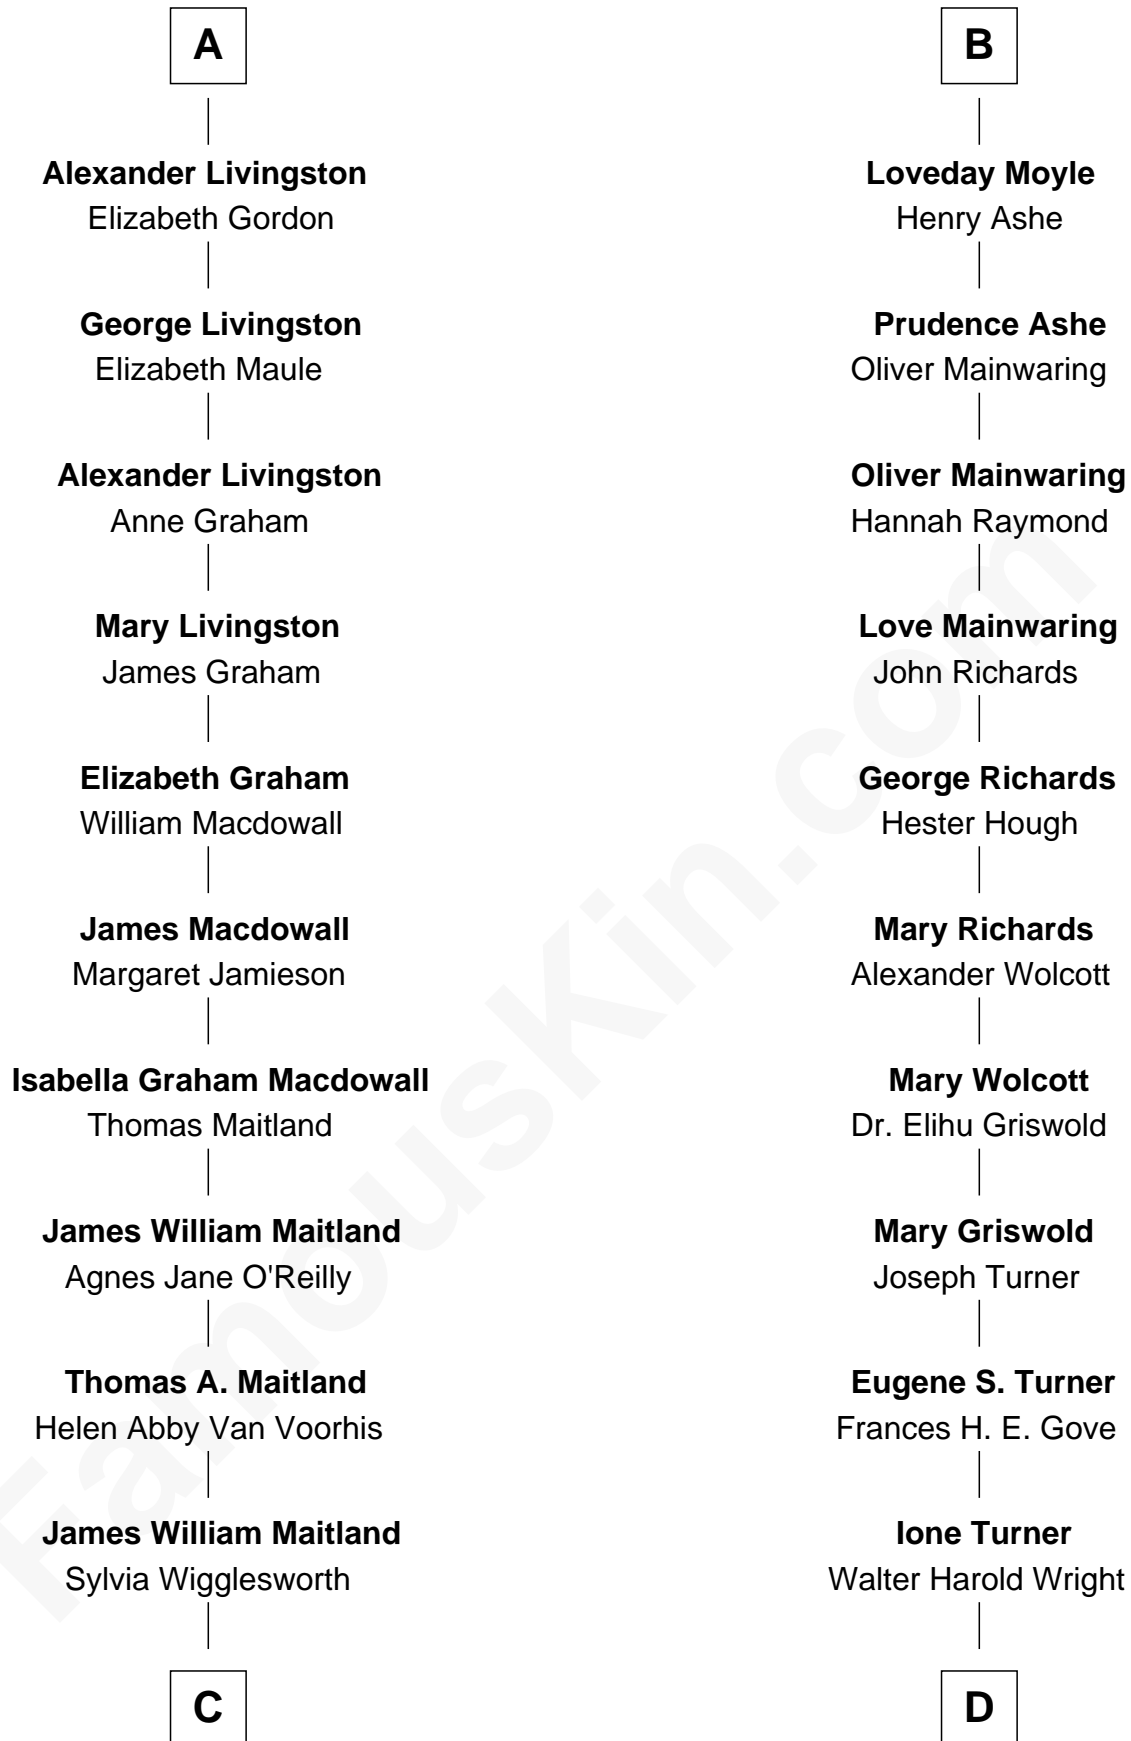 A
Alexander Livingston
Elizabeth Gordon
George Livingston
Elizabeth Maule
Alexander Livingston
Anne Graham
Mary Livingston
James Graham
Elizabeth Graham
William Macdowall
James Macdowall
Margaret Jamieson
Isabella Graham Macdowall
Thomas Maitland
James William Maitland
Agnes Jane O'Reilly
Thomas A. Maitland
Helen Abby Van Voorhis
James William Maitland
Sylvia Wigglesworth
C
B
Loveday Moyle
Henry Ashe
Prudence Ashe
Oliver Mainwaring
Oliver Mainwaring
Hannah Raymond
Love Mainwaring
John Richards
George Richards
Hester Hough
Mary Richards
Alexander Wolcott
Mary Wolcott
Dr. Elihu Griswold
Mary Griswold
Joseph Turner
Eugene S. Turner
Frances H. E. Gove
Ione Turner
Walter Harold Wright
D
FamousKin.com